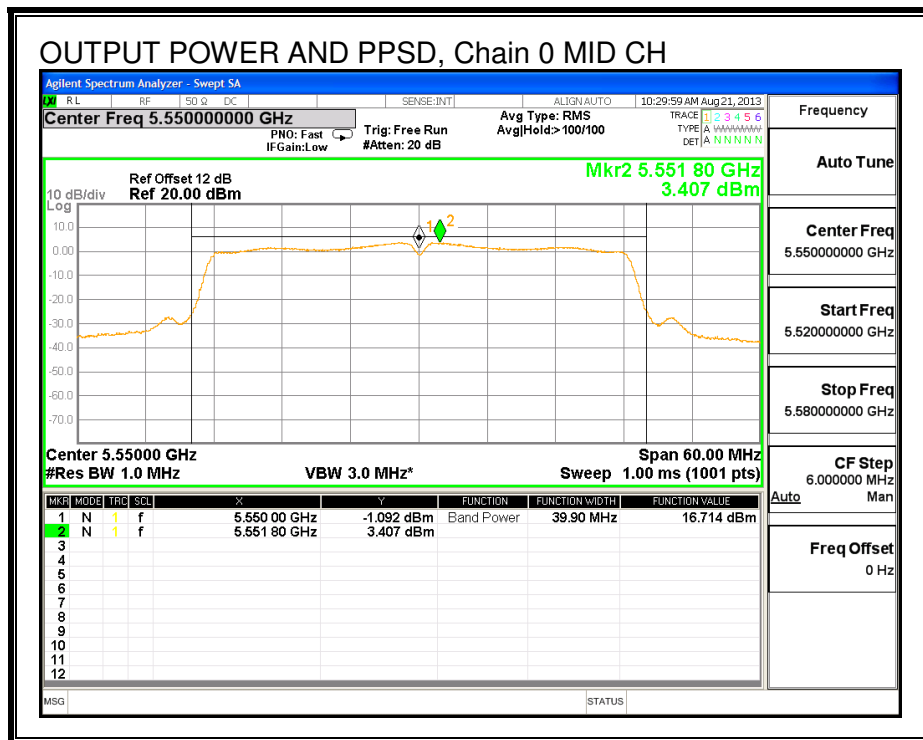 OUTPUT POWER AND PPSD, Chain 0 MID CH
Agilent Spectrum Analyzer - Swept SA
LXI RL RF 50 Ω DC SENSE:INT ALIGNAUTO 10:29:59 AM Aug 21, 2013
Center Freq 5.550000000 GHz
PNO: Fast
IFGain:Low
Trig: Free Run
#Atten: 20 dB
Avg Type: RMS
Avg|Hold:>100/100
TRACE 1 2 3 4 5 6
TYPE A WWWWW
DET A N N N N N
Ref Offset 12 dB
10 dB/div Ref 20.00 dBm
Log
Mkr2 5.551 80 GHz
3.407 dBm
10.0
0.00
-10.0
-20.0
-30.0
-40.0
-50.0
-60.0
-70.0
1
2
Center 5.55000 GHz Span 60.00 MHz
#Res BW 1.0 MHz VBW 3.0 MHz* Sweep 1.00 ms (1001 pts)
MKR MODE TRC SCL X Y FUNCTION FUNCTION WIDTH FUNCTION VALUE
1 N 1 f 5.550 00 GHz -1.092 dBm Band Power 39.90 MHz 16.714 dBm
2 N 1 f 5.551 80 GHz 3.407 dBm
3
4
5
6
7
8
9
10
11
12
MSG STATUS
Frequency
Auto Tune
Center Freq
5.550000000 GHz
Start Freq
5.520000000 GHz
Stop Freq
5.580000000 GHz
CF Step
6.000000 MHz
Auto Man
Freq Offset
0 Hz